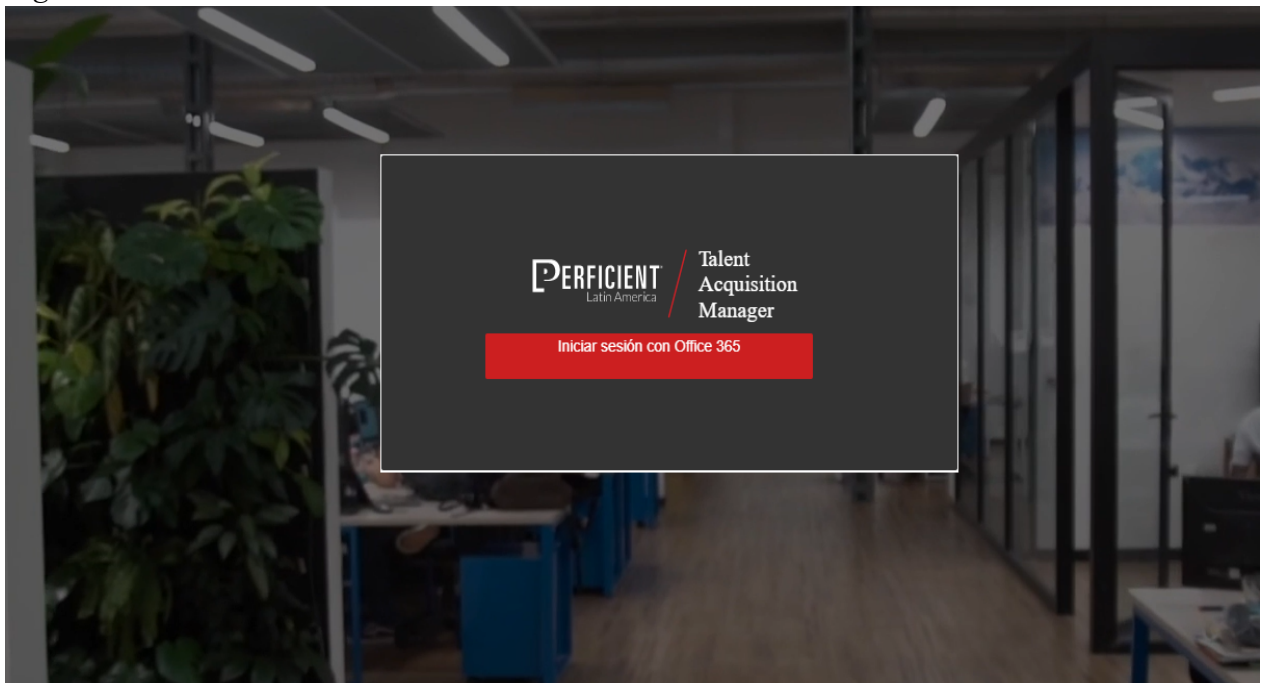 PERFICIENT
Latin America
Talent
Acquisition
Manager
Iniciar sesión con Office 365